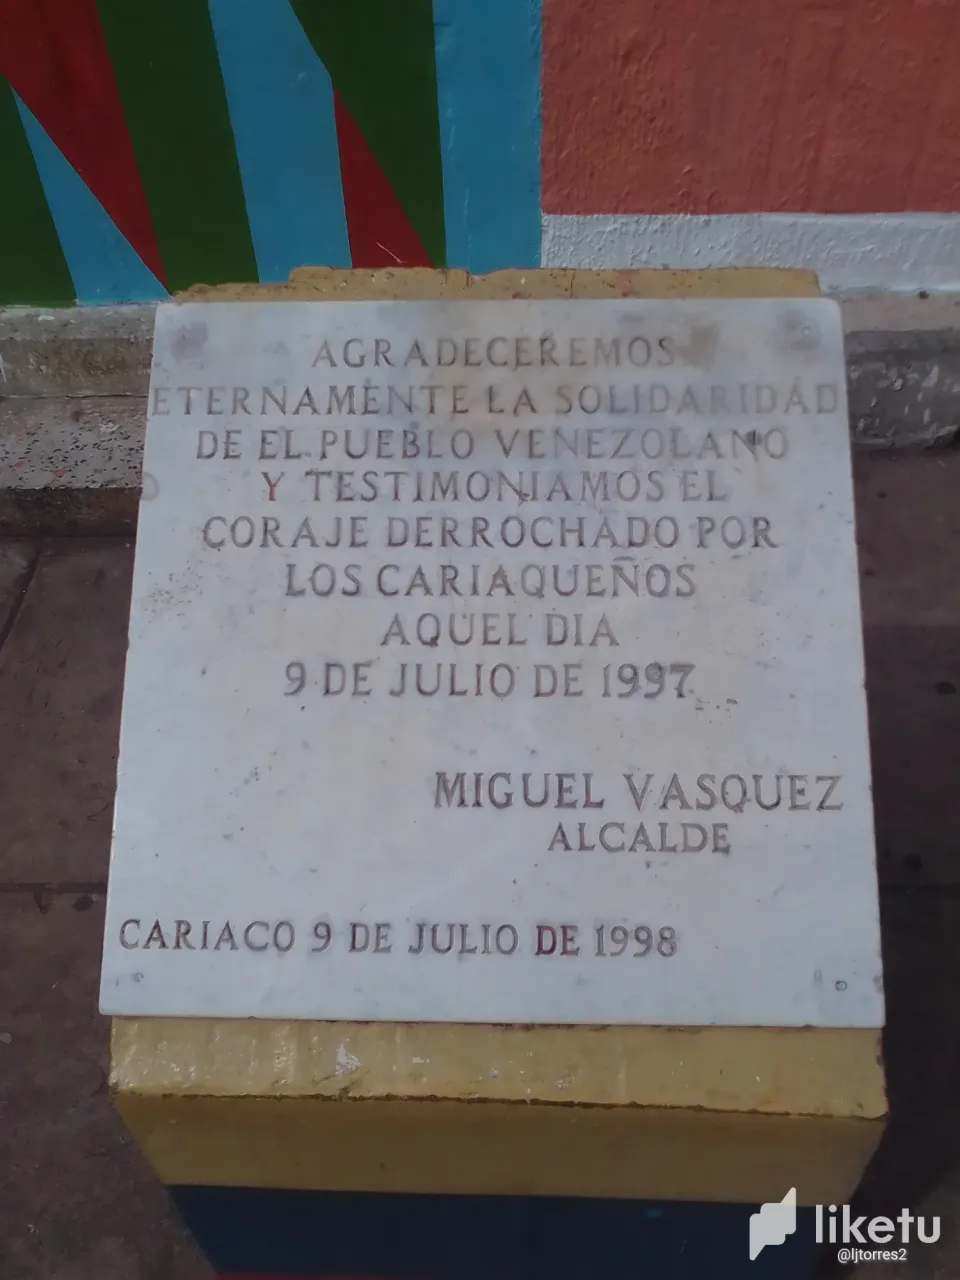 AGRADECEREMOS
ETERNAMENTE LA SOLIDARIDAD
DE EL PUEBLO VENEZOLANO
Y TESTIMONIAMOS EL
CORAJE DERROCHADO POR
LOS CARIAQUEÑOS
AQUEL DIA
9 DE JULIO DE 1997
MIGUEL VASQUEZ
ALCALDE
CARIACO 9 DE JULIO DE 1998
liketu
@ljtorres2